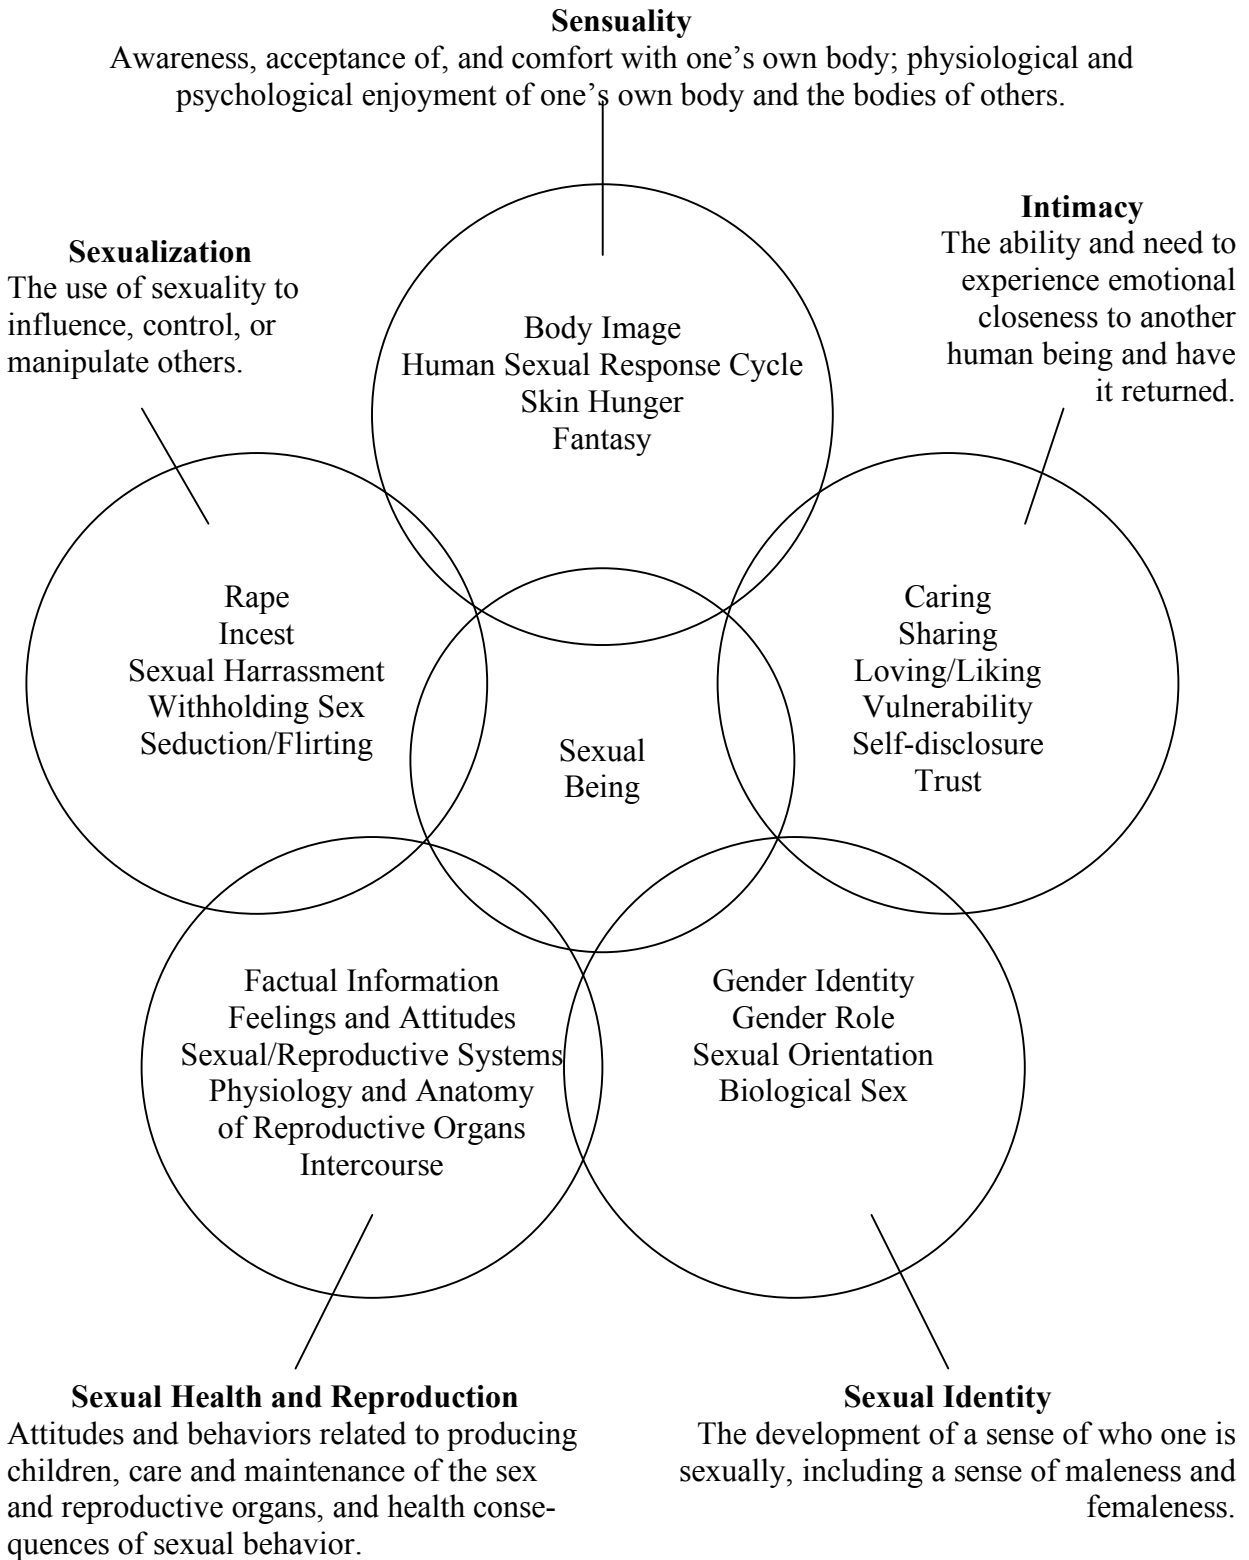 Sensuality
Awareness, acceptance of, and comfort with one’s own body; physiological and
psychological enjoyment of one’s own body and the bodies of others.
Intimacy
The ability and need to
experience emotional
closeness to another
human being and have
it returned.
Sexualization
The use of sexuality to
influence, control, or
manipulate others.
Body Image
Human Sexual Response Cycle
Skin Hunger
Fantasy
Rape
Incest
Sexual Harrassment
Withholding Sex
Seduction/Flirting
Caring
Sharing
Loving/Liking
Vulnerability
Self-disclosure
Trust
Sexual
Being
Factual Information
Feelings and Attitudes
Sexual/Reproductive Systems
Physiology and Anatomy
of Reproductive Organs
Intercourse
Gender Identity
Gender Role
Sexual Orientation
Biological Sex
Sexual Health and Reproduction
Attitudes and behaviors related to producing
children, care and maintenance of the sex
and reproductive organs, and health conse-
quences of sexual behavior.
Sexual Identity
The development of a sense of who one is
sexually, including a sense of maleness and
femaleness.